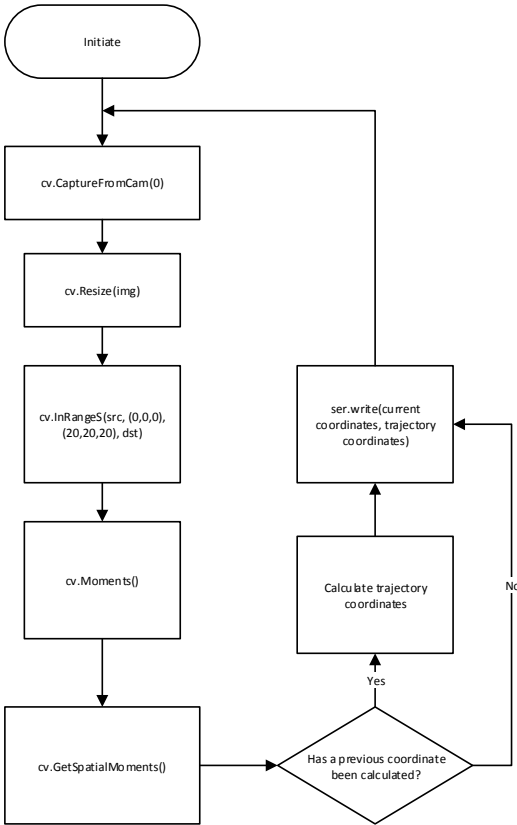 Initiate
cv.CaptureFromCam(0)
cv.Resize(img)
cv.InRangeS(src, (0,0,0),
(20,20,20), dst)
cv.Moments()
cv.GetSpatialMoments()
Has a previous coordinate
been calculated?
Yes
Calculate trajectory
coordinates
ser.write(current
coordinates, trajectory
coordinates)
No